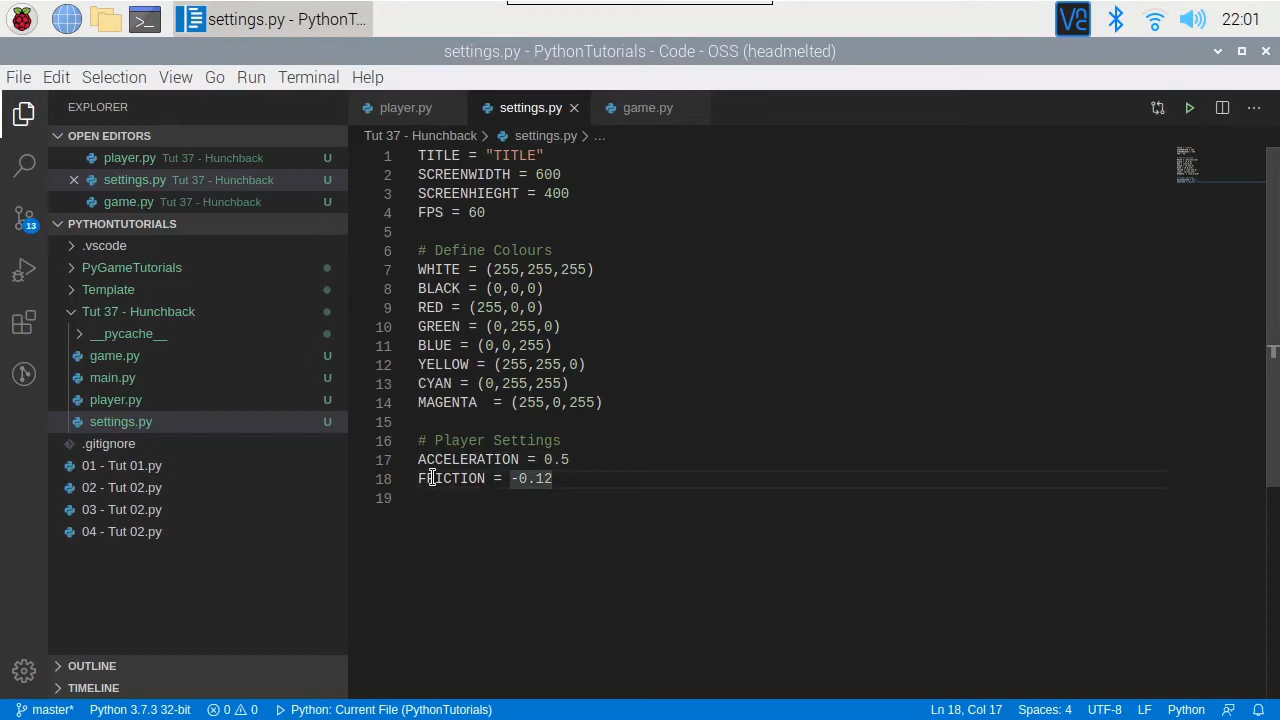 settings.py - PythonT...
22:01
settings.py - PythonTutorials - Code - OSS (headmelted)
File Edit Selection View Go Run Terminal Help
EXPLORER
OPEN EDITORS
player.py Tut 37 - Hunchback U
settings.py Tut 37 - Hunchback U
game.py Tut 37 - Hunchback U
PYTHONTUTORIALS
.vscode
PyGameTutorials
Template
Tut 37 - Hunchback
__pycache__
game.py U
main.py U
player.py U
settings.py U
.gitignore
01 - Tut 01.py
02 - Tut 02.py
03 - Tut 02.py
04 - Tut 02.py
OUTLINE
TIMELINE
13
player.py settings.py game.py
Tut 37 - Hunchback > settings.py > ...
1 TITLE = "TITLE"
2 SCREENWIDTH = 600
3 SCREENHIEGHT = 400
4 FPS = 60
5
6 # Define Colours
7 WHITE = (255,255,255)
8 BLACK = (0,0,0)
9 RED = (255,0,0)
10 GREEN = (0,255,0)
11 BLUE = (0,0,255)
12 YELLOW = (255,255,0)
13 CYAN = (0,255,255)
14 MAGENTA  = (255,0,255)
15
16 # Player Settings
17 ACCELERATION = 0.5
18 FRICTION = -0.12
19
master* Python 3.7.3 32-bit 0 0 Python: Current File (PythonTutorials) Ln 18, Col 17 Spaces: 4 UTF-8 LF Python